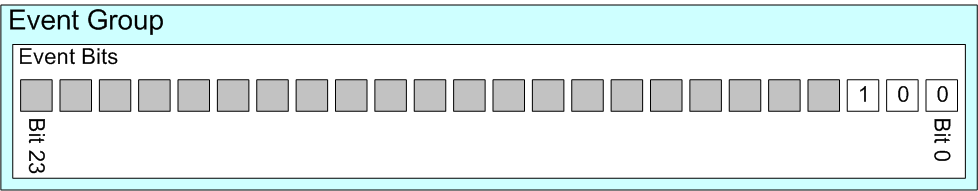 Event Group
Event Bits
1 0 0
Bit 23
Bit 0